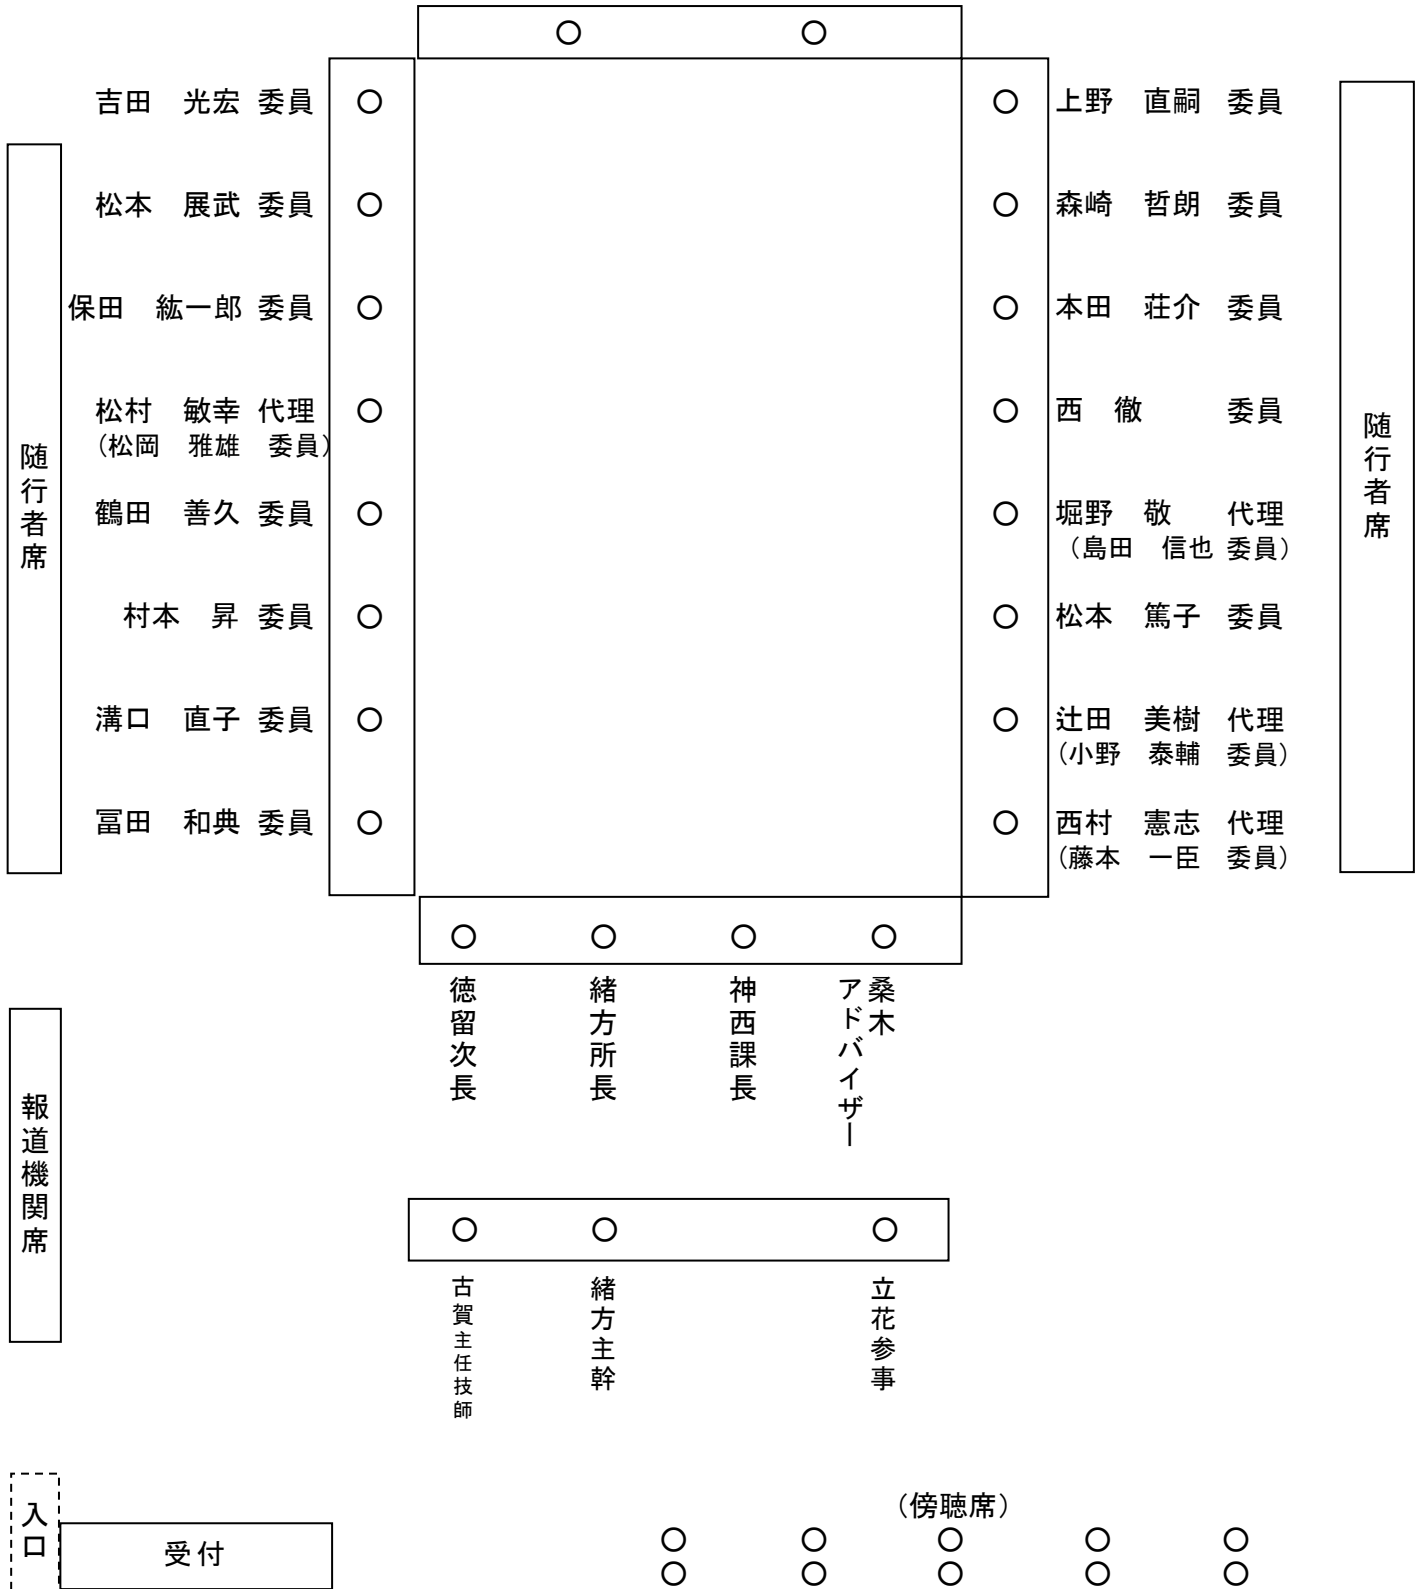 吉田　光宏 委員
松本　展武 委員
保田　紘一郎 委員
松村　敏幸 代理
（松岡　雅雄　委員）
鶴田　善久 委員
村本　昇 委員
溝口　直子 委員
冨田　和典 委員
上野　直嗣 委員
森崎　哲朗 委員
本田　荘介 委員
西　徹　　　委員
堀野　敬　　代理
（島田　信也 委員）
松本　篤子 委員
辻田　美樹 代理
（小野　泰輔　委員）
西村　憲志 代理
（藤本　一臣　委員）
随行者席
随行者席
徳留次長
緒方所長
神西課長
桑木
アドバイザー
報道機関席
古賀主任技師
緒方主幹
立花参事
入口
受付
（傍聴席）